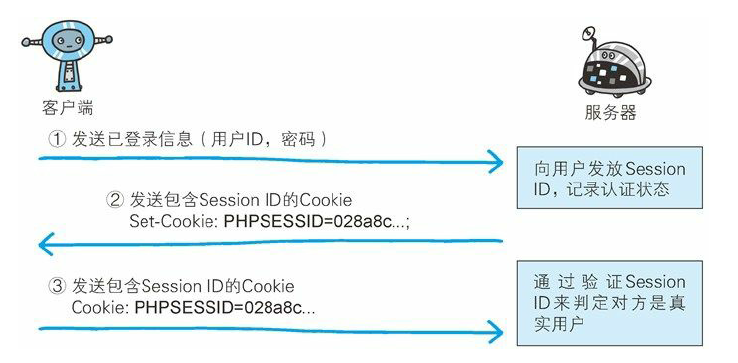 客户端
服务器
① 发送已登录信息（用户ID，密码）
向用户发放Session
ID，记录认证状态
② 发送包含Session ID的Cookie
Set-Cookie: PHPSESSID=028a8c...;
③ 发送包含Session ID的Cookie
Cookie: PHPSESSID=028a8c...
通过验证Session
ID来判定对方是真
实用户